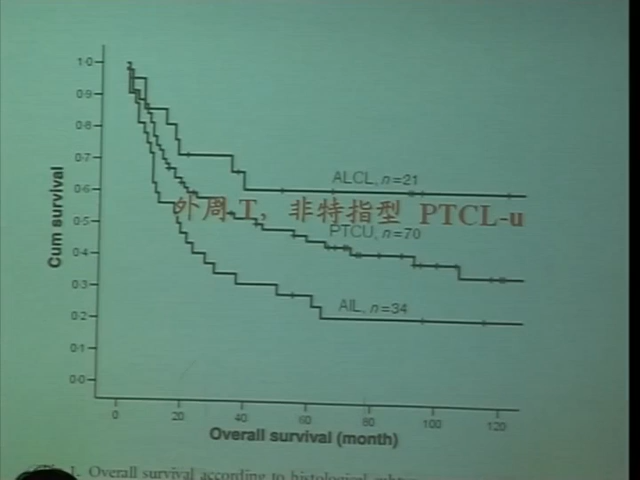 1·0
0·9
0·8
0·7
0·6
0·5
0·4
0·3
0·2
0·1
0·0
Cum survival
ALCL, n=21
外周 T, 非特指型 PTCL-u
PTCU, n=70
AIL, n=34
0 20 40 60 80 100 120
Overall survival (month)
1. Overall survival according to histological